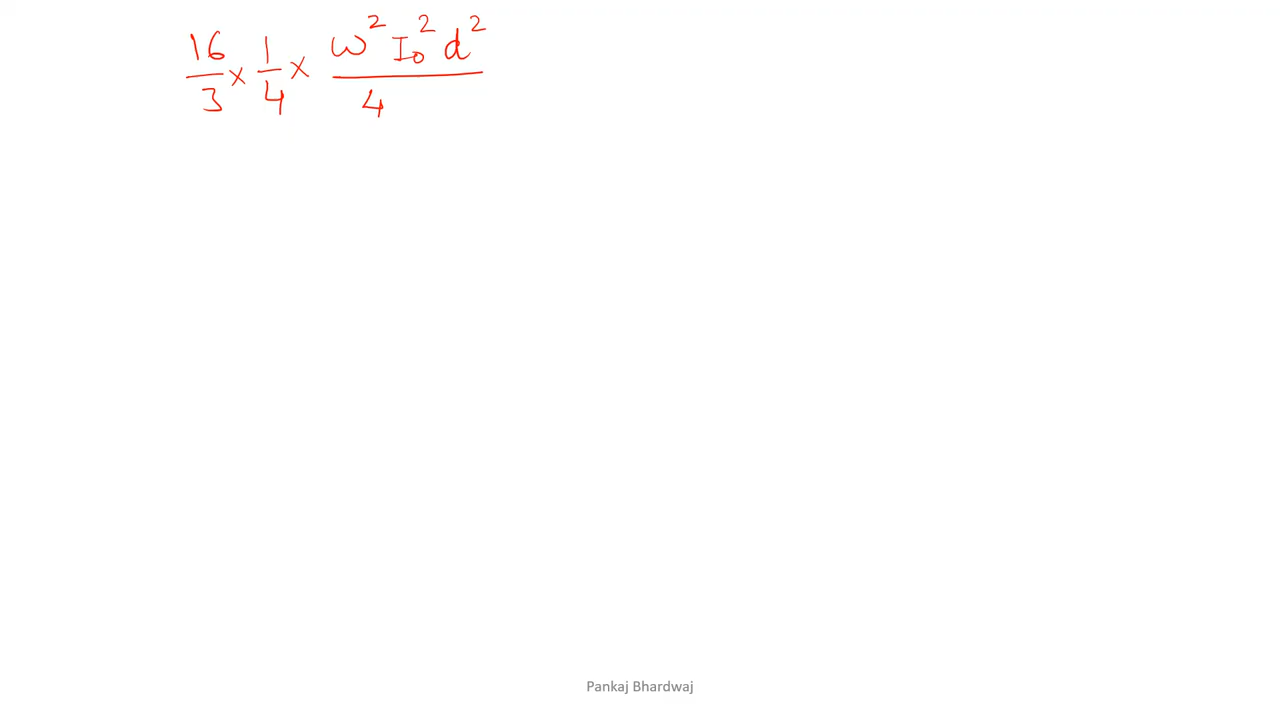 16/3 × 1/4 × ω² I₀² d² / 4
Pankaj Bhardwaj